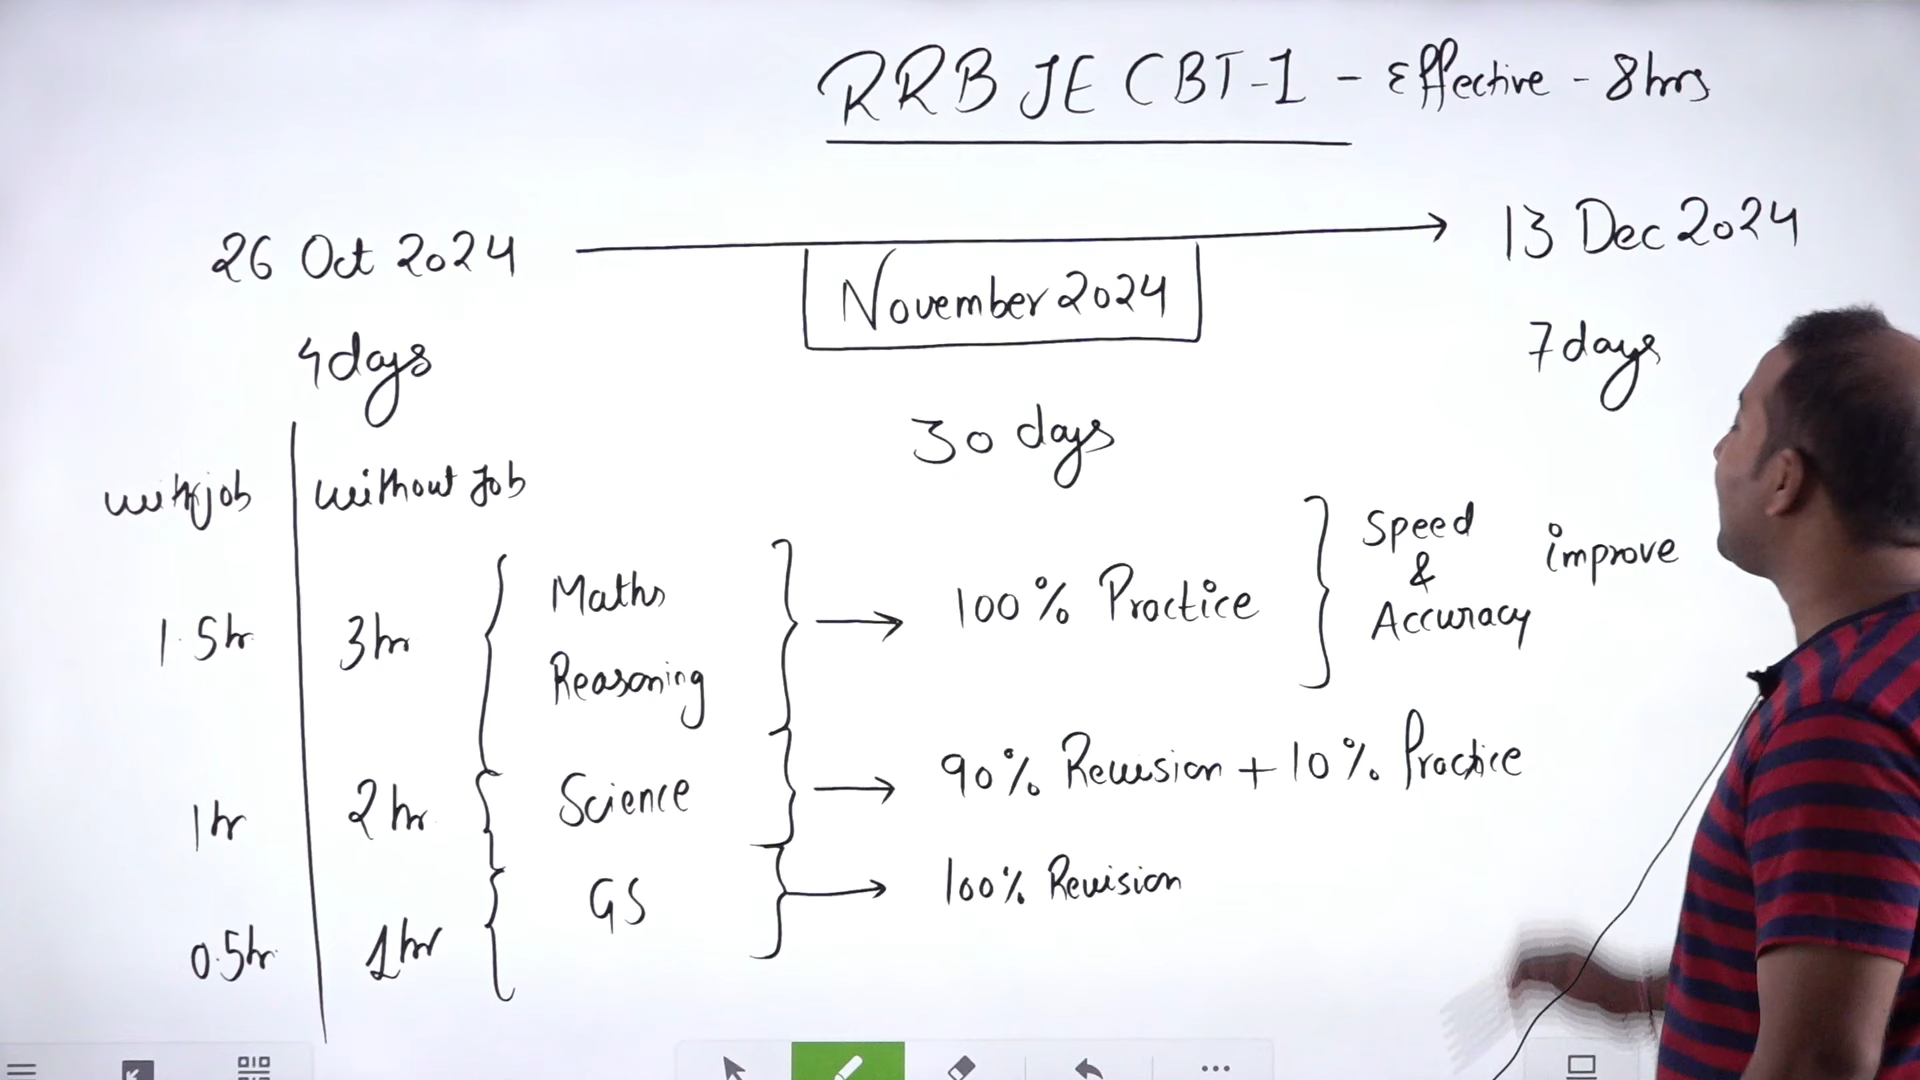 RRB JE CBT-1 - Effective - 8hrs
26 Oct 2024
13 Dec 2024
November 2024
4days
7days
30 days
with job
without Job
1.5hr
3hr
Maths
Reasoning
100% Practice
Speed
&
Accuracy
improve
1hr
2hr
Science
90% Revision + 10% Practice
0.5hr
1hr
GS
100% Revision